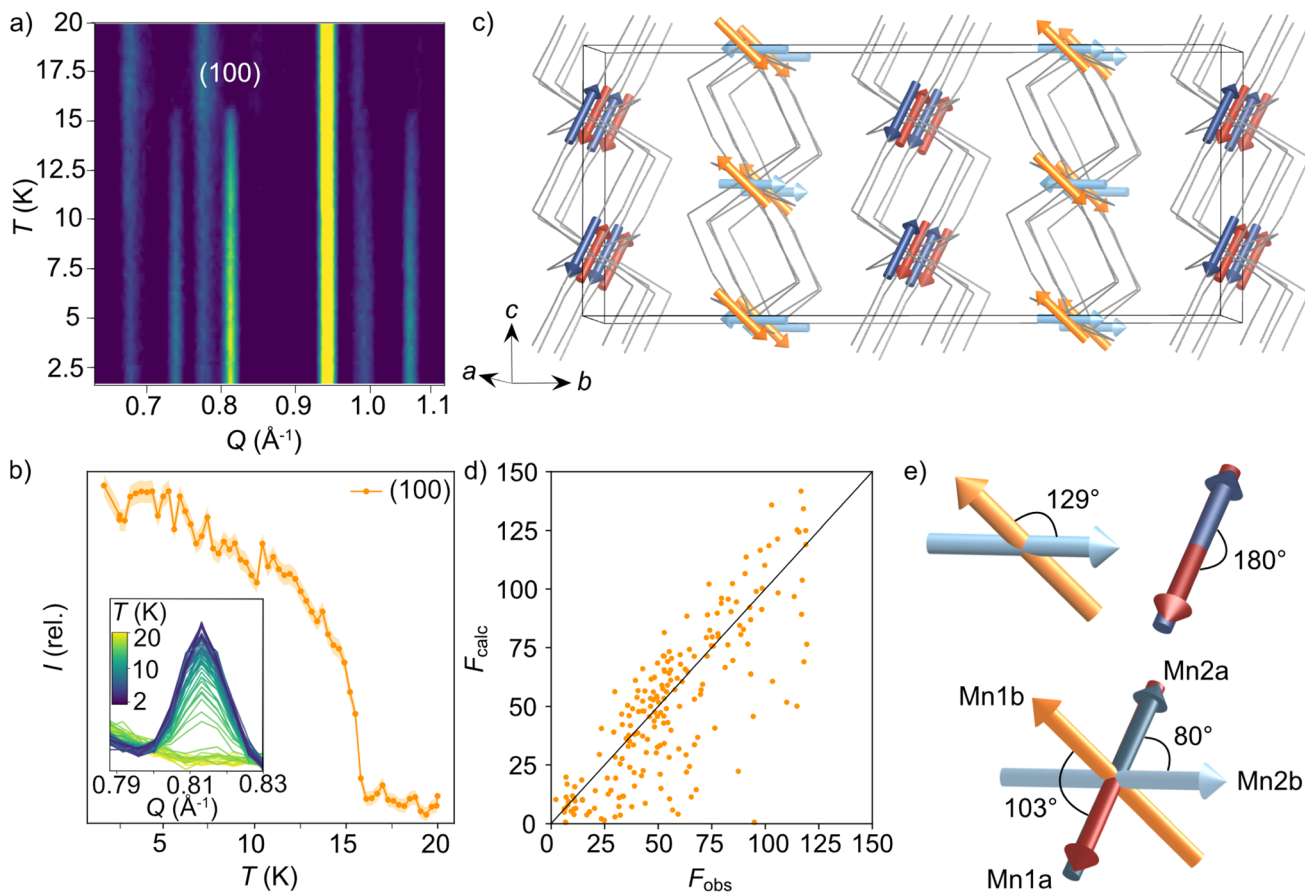 a)
20
17.5
15
12.5
10
7.5
5
2.5
T (K)
(100)
0.7
0.8
0.9
1.0
1.1
Q (Å⁻¹)
c)
c
a
b
b)
I (rel.)
(100)
T (K)
20
10
2
0.79
0.81
0.83
Q (Å⁻¹)
5
10
15
20
T (K)
d)
150
125
100
75
50
25
0
F_calc
0
25
50
75
100
125
150
F_obs
e)
129°
180°
Mn2a
Mn1b
80°
Mn2b
103°
Mn1a